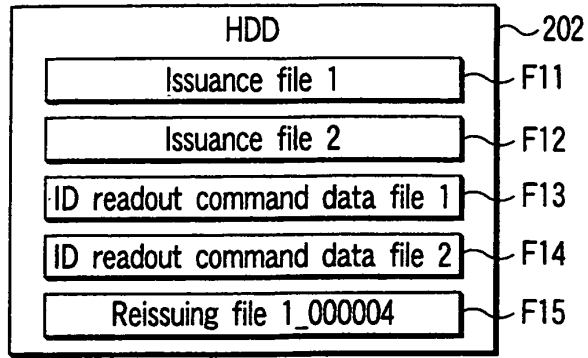 HDD 202
Issuance file 1 F11
Issuance file 2 F12
ID readout command data file 1 F13
ID readout command data file 2 F14
Reissuing file 1_000004 F15